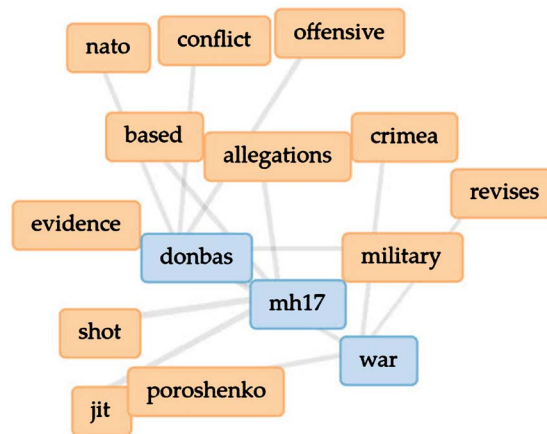 nato
conflict
offensive
based
allegations
crimea
revises
evidence
donbas
military
mh17
shot
war
poroshenko
jit